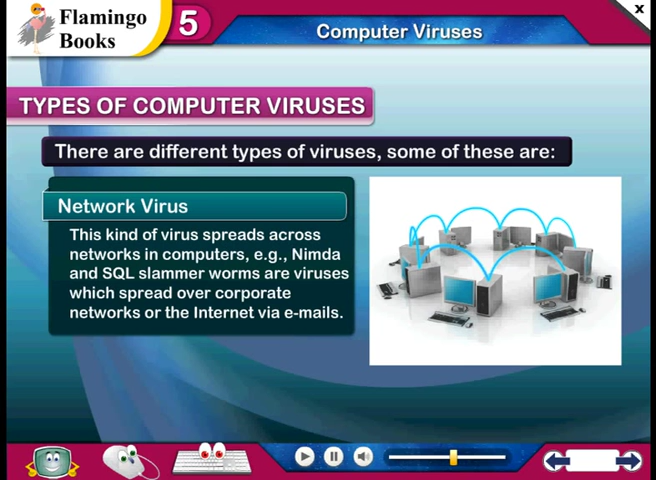 Flamingo
Books
5
Computer Viruses
x
TYPES OF COMPUTER VIRUSES
There are different types of viruses, some of these are:
Network Virus
This kind of virus spreads across
networks in computers, e.g., Nimda
and SQL slammer worms are viruses
which spread over corporate
networks or the Internet via e-mails.